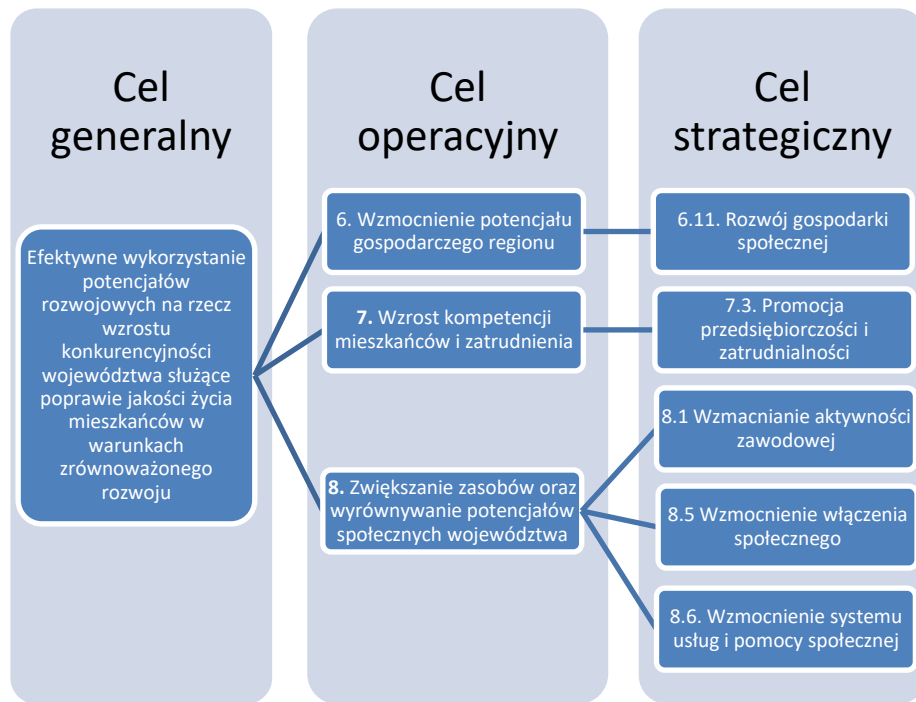 Cel
generalny
Efektywne wykorzystanie
potencjałów
rozwojowych na rzecz
wzrostu
konkurencyjności
województwa służące
poprawie jakości życia
mieszkańców w
warunkach
zrównoważonego
rozwoju
Cel
operacyjny
6. Wzmocnienie potencjału
gospodarczego regionu
7. Wzrost kompetencji
mieszkańców i zatrudnienia
8. Zwiększanie zasobów oraz
wyrównywanie potencjałów
społecznych województwa
Cel
strategiczny
6.11. Rozwój gospodarki
społecznej
7.3. Promocja
przedsiębiorczości i
zatrudnialności
8.1 Wzmacnianie aktywności
zawodowej
8.5 Wzmocnienie włączenia
społecznego
8.6. Wzmocnienie systemu
usług i pomocy społecznej